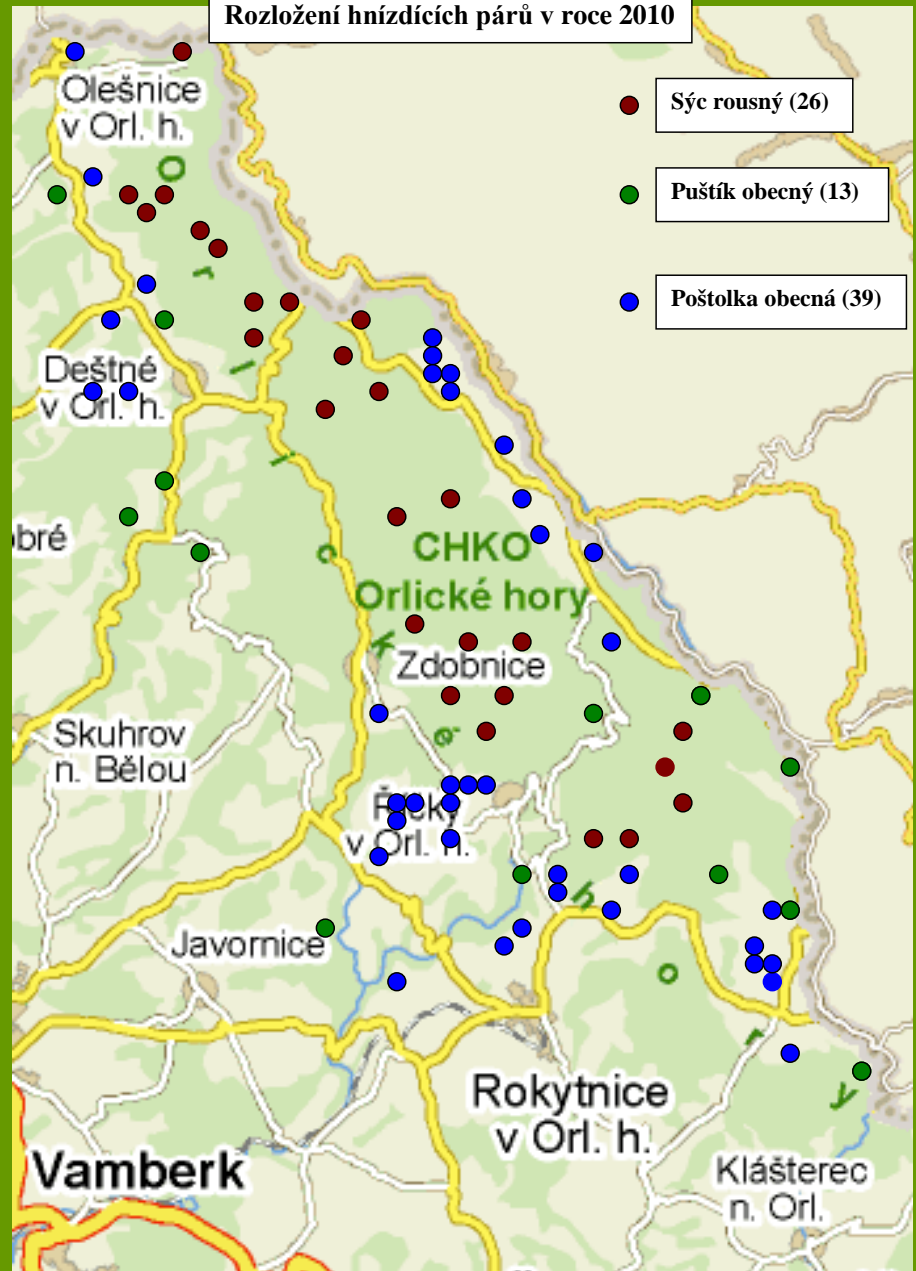 Rozložení hnízdících párů v roce 2010
Olešnice
v Orl. h.
Sýc rousný (26)
Puštík obecný (13)
Poštolka obecná (39)
Deštné
v Orl. h.
O r l i c k é h o r y
bré
CHKO
Orlické hory
Zdobnice
Skuhrov
n. Bělou
Říčky
v Orl. h.
Javornice
Rokytnice
v Orl. h.
Vamberk
Klášterec
n. Orl.